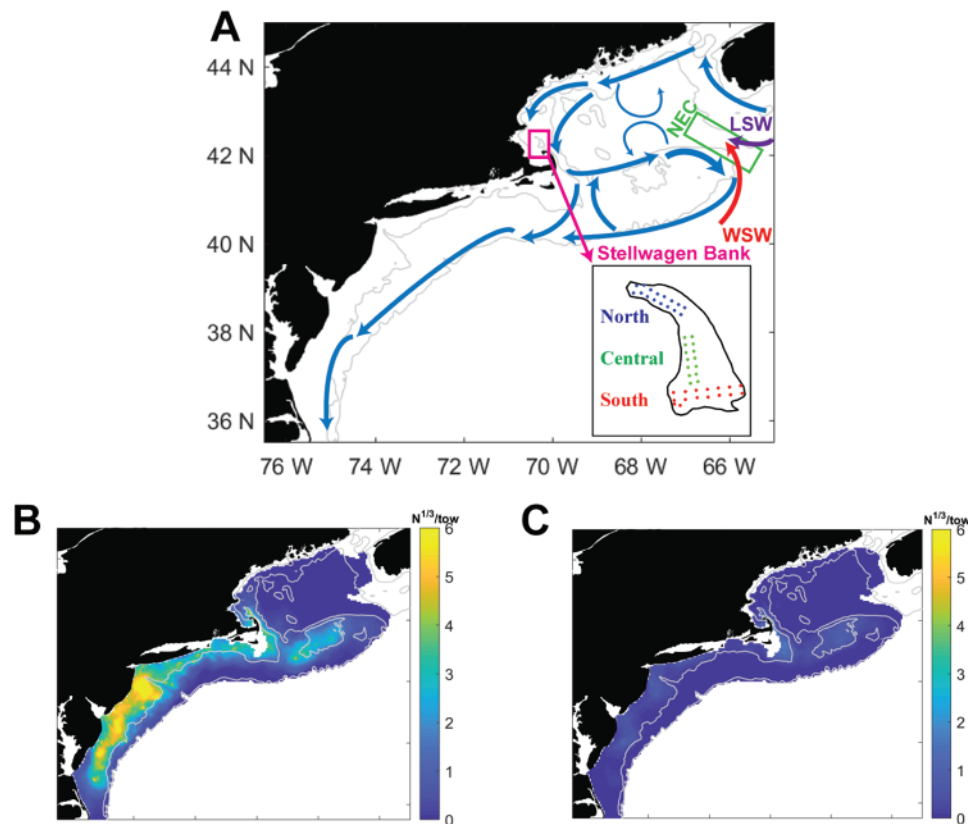 A
44 N
42 N
40 N
38 N
36 N
NEC
LSW
WSW
Stellwagen Bank
North
Central
South
76 W 74 W 72 W 70 W 68 W 66 W
B
N1/3/tow
6
5
4
3
2
1
0
C
N1/3/tow
6
5
4
3
2
1
0